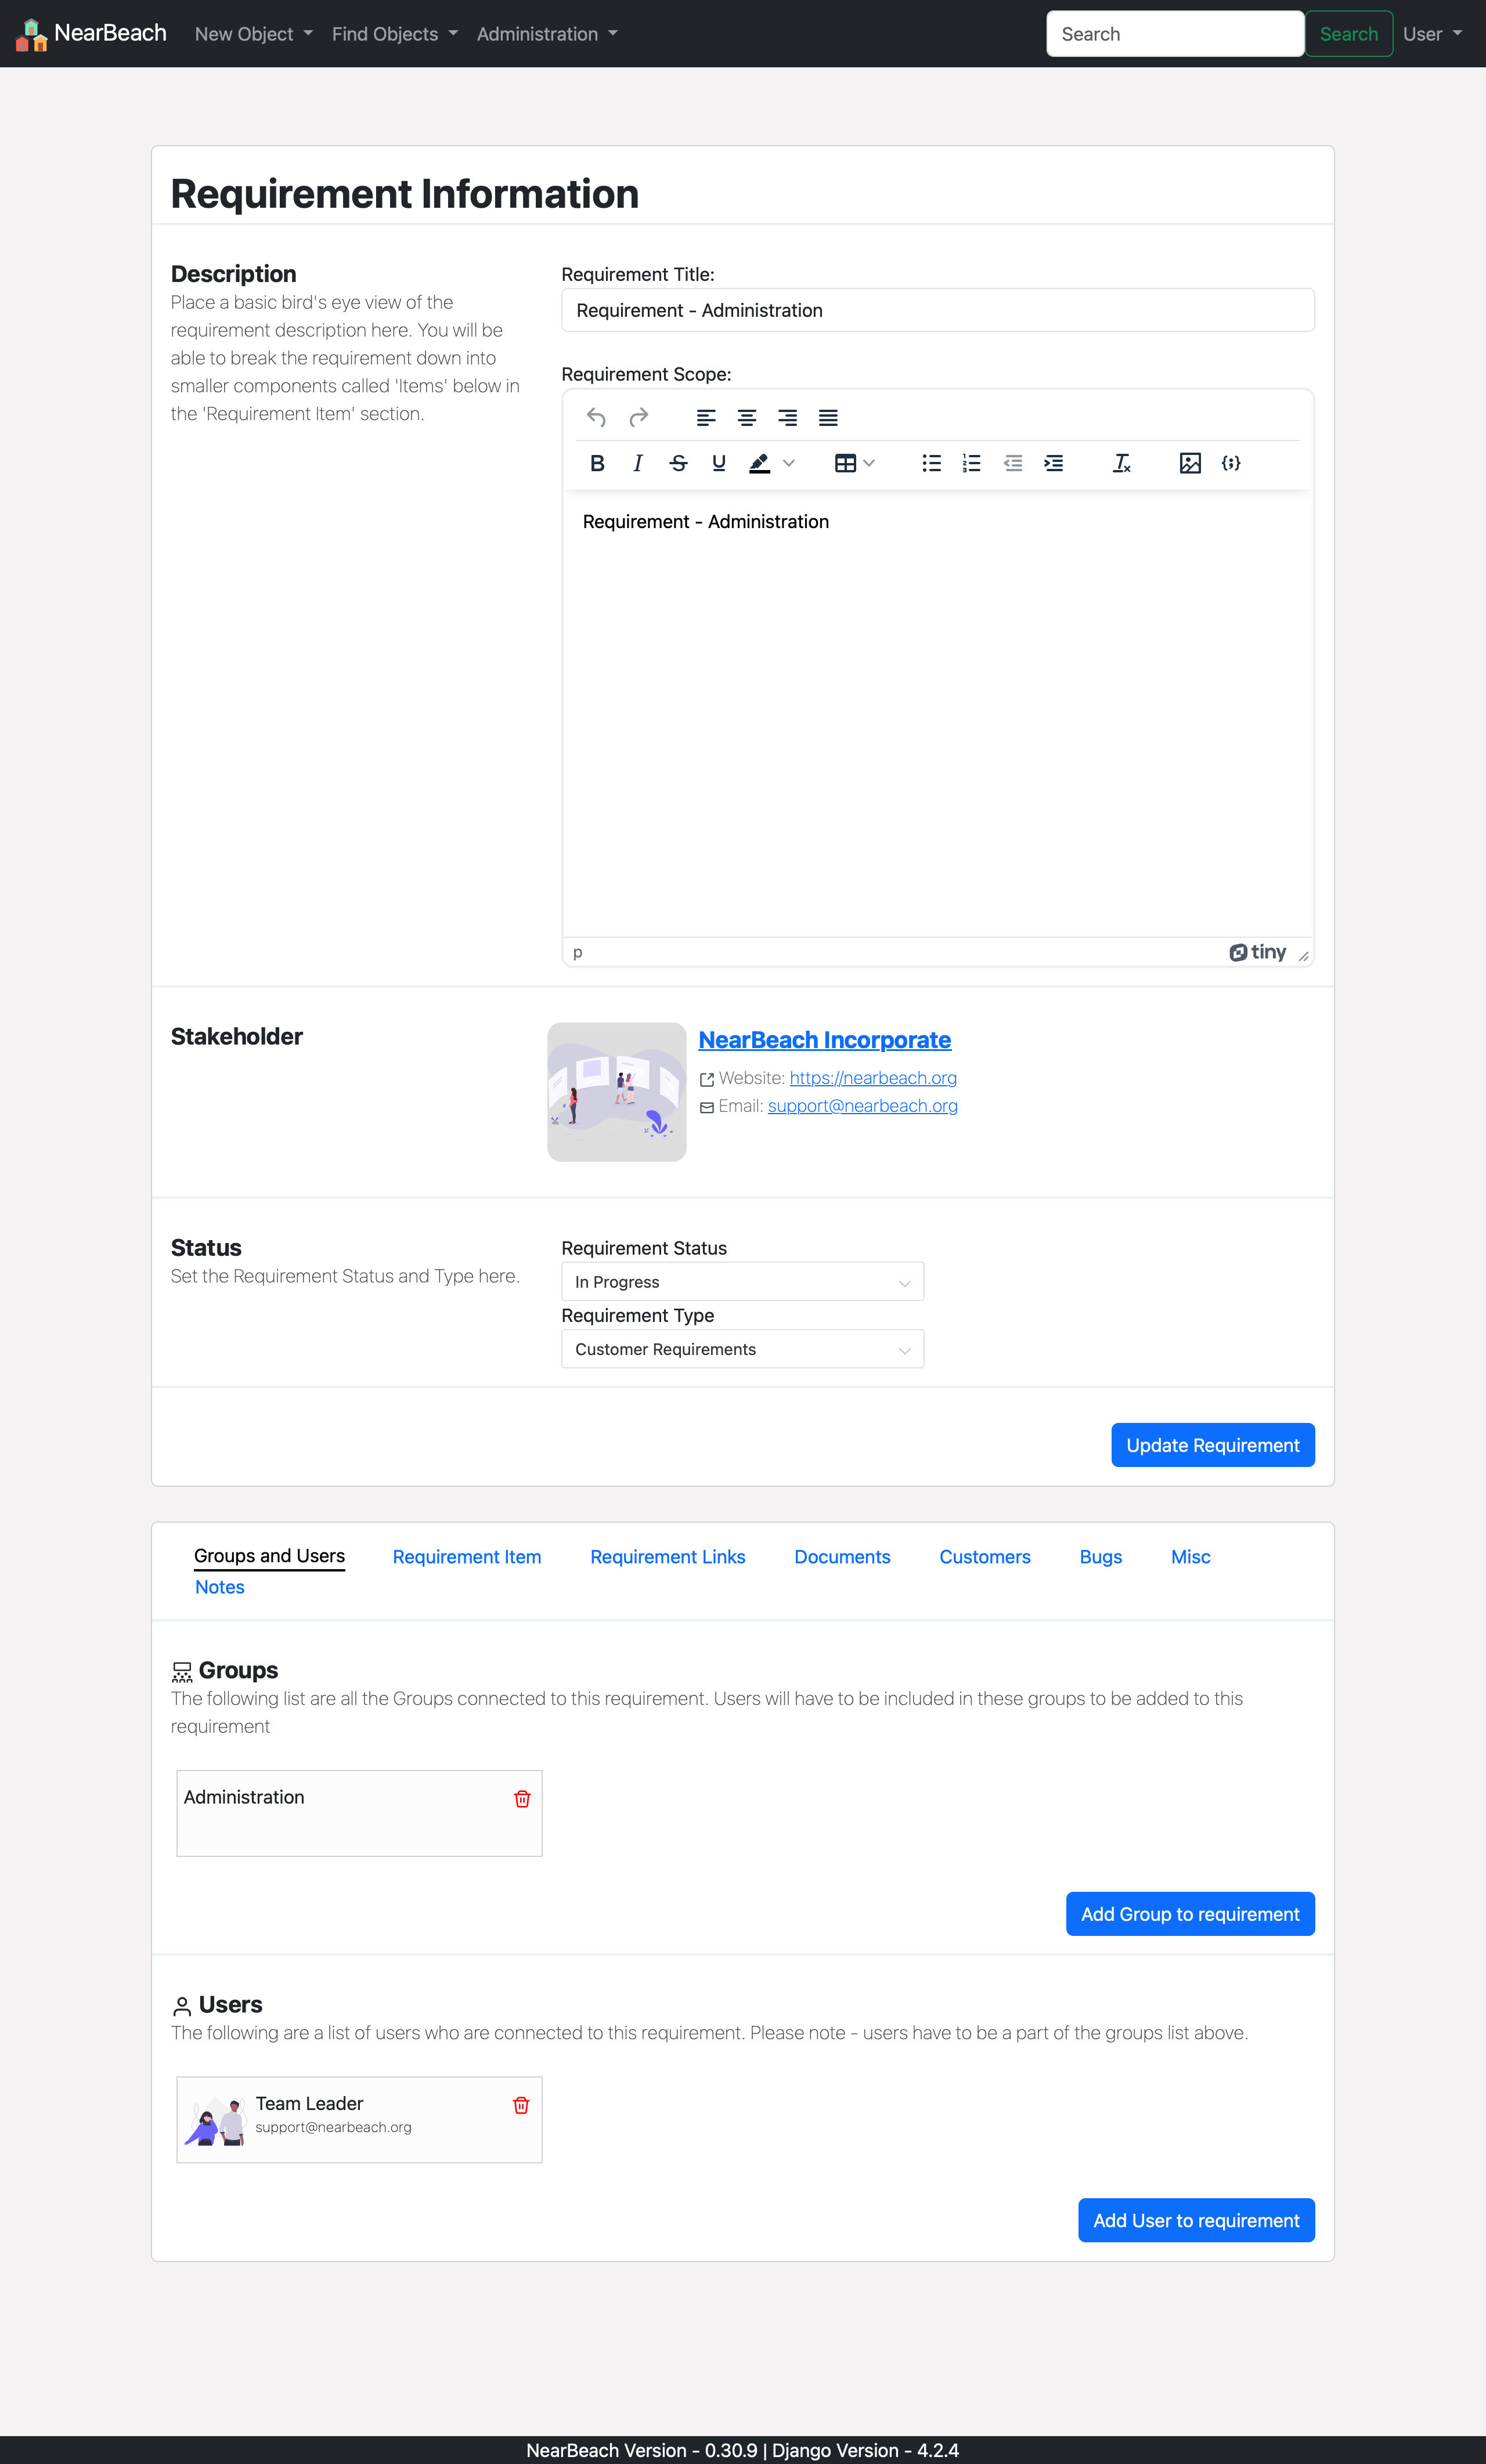 NearBeach New Object Find Objects Administration Search Search User
Requirement Information
Description
Place a basic bird's eye view of the
requirement description here. You will be
able to break the requirement down into
smaller components called 'Items' below in
the 'Requirement Item' section.
Requirement Title:
Requirement - Administration
Requirement Scope:
Requirement - Administration
p tiny
Stakeholder
NearBeach Incorporate
Website: https://nearbeach.org
Email: support@nearbeach.org
Status
Set the Requirement Status and Type here.
Requirement Status
In Progress
Requirement Type
Customer Requirements
Update Requirement
Groups and Users Requirement Item Requirement Links Documents Customers Bugs Misc
Notes
Groups
The following list are all the Groups connected to this requirement. Users will have to be included in these groups to be added to this
requirement
Administration
Add Group to requirement
Users
The following are a list of users who are connected to this requirement. Please note - users have to be a part of the groups list above.
Team Leader
support@nearbeach.org
Add User to requirement
NearBeach Version - 0.30.9 | Django Version - 4.2.4